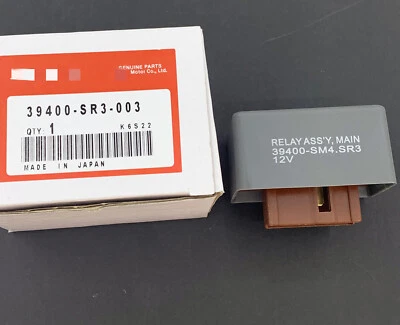 GENUINE PARTS
Motor Co., Ltd.
39400-SR3-003
QTY: 1
K6522
MADE IN JAPAN
RELAY ASS'Y, MAIN
39400-SM4.SR3
12V